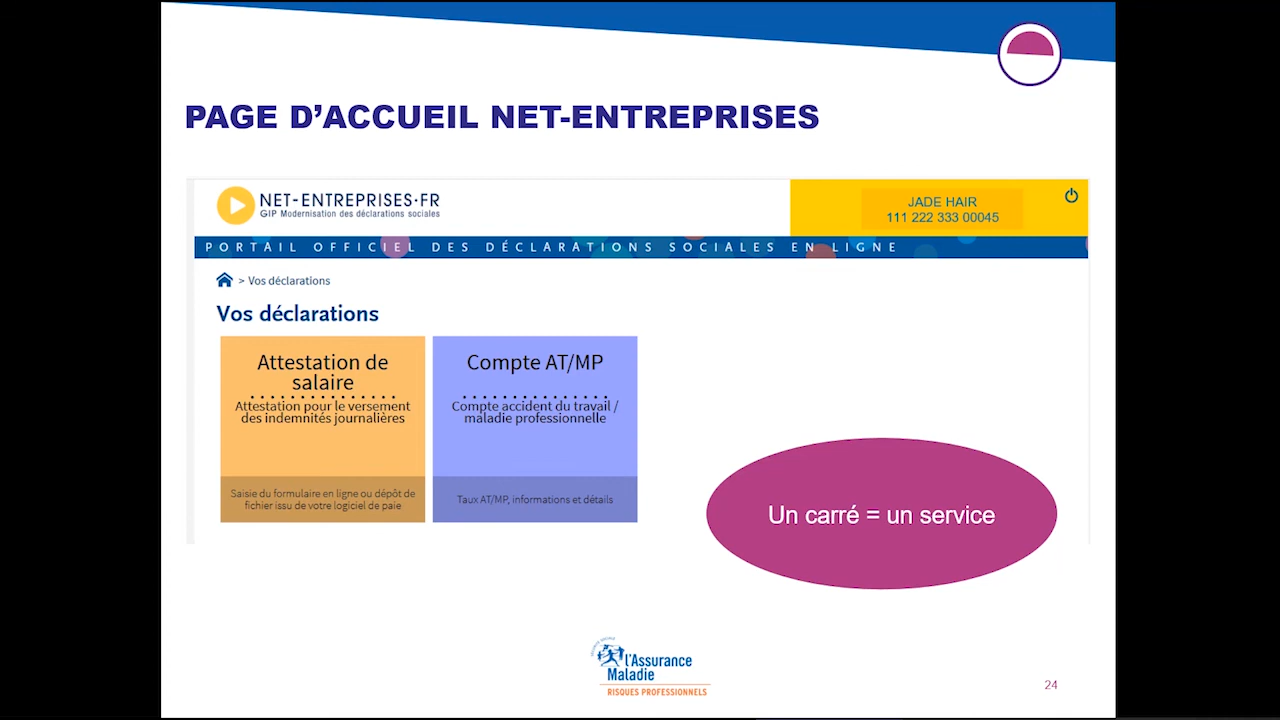 PAGE D'ACCUEIL NET-ENTREPRISES
NET-ENTREPRISES·FR
GIP Modernisation des déclarations sociales
JADE HAIR
111 222 333 00045
PORTAIL OFFICIEL DES DÉCLARATIONS SOCIALES EN LIGNE
> Vos déclarations
Vos déclarations
Attestation de
salaire
Attestation pour le versement
des indemnités journalières
Saisie du formulaire en ligne ou dépôt de
fichier issu de votre logiciel de paie
Compte AT/MP
Compte accident du travail /
maladie professionnelle
Taux AT/MP, informations et détails
Un carré = un service
l'Assurance
Maladie
RISQUES PROFESSIONNELS
24